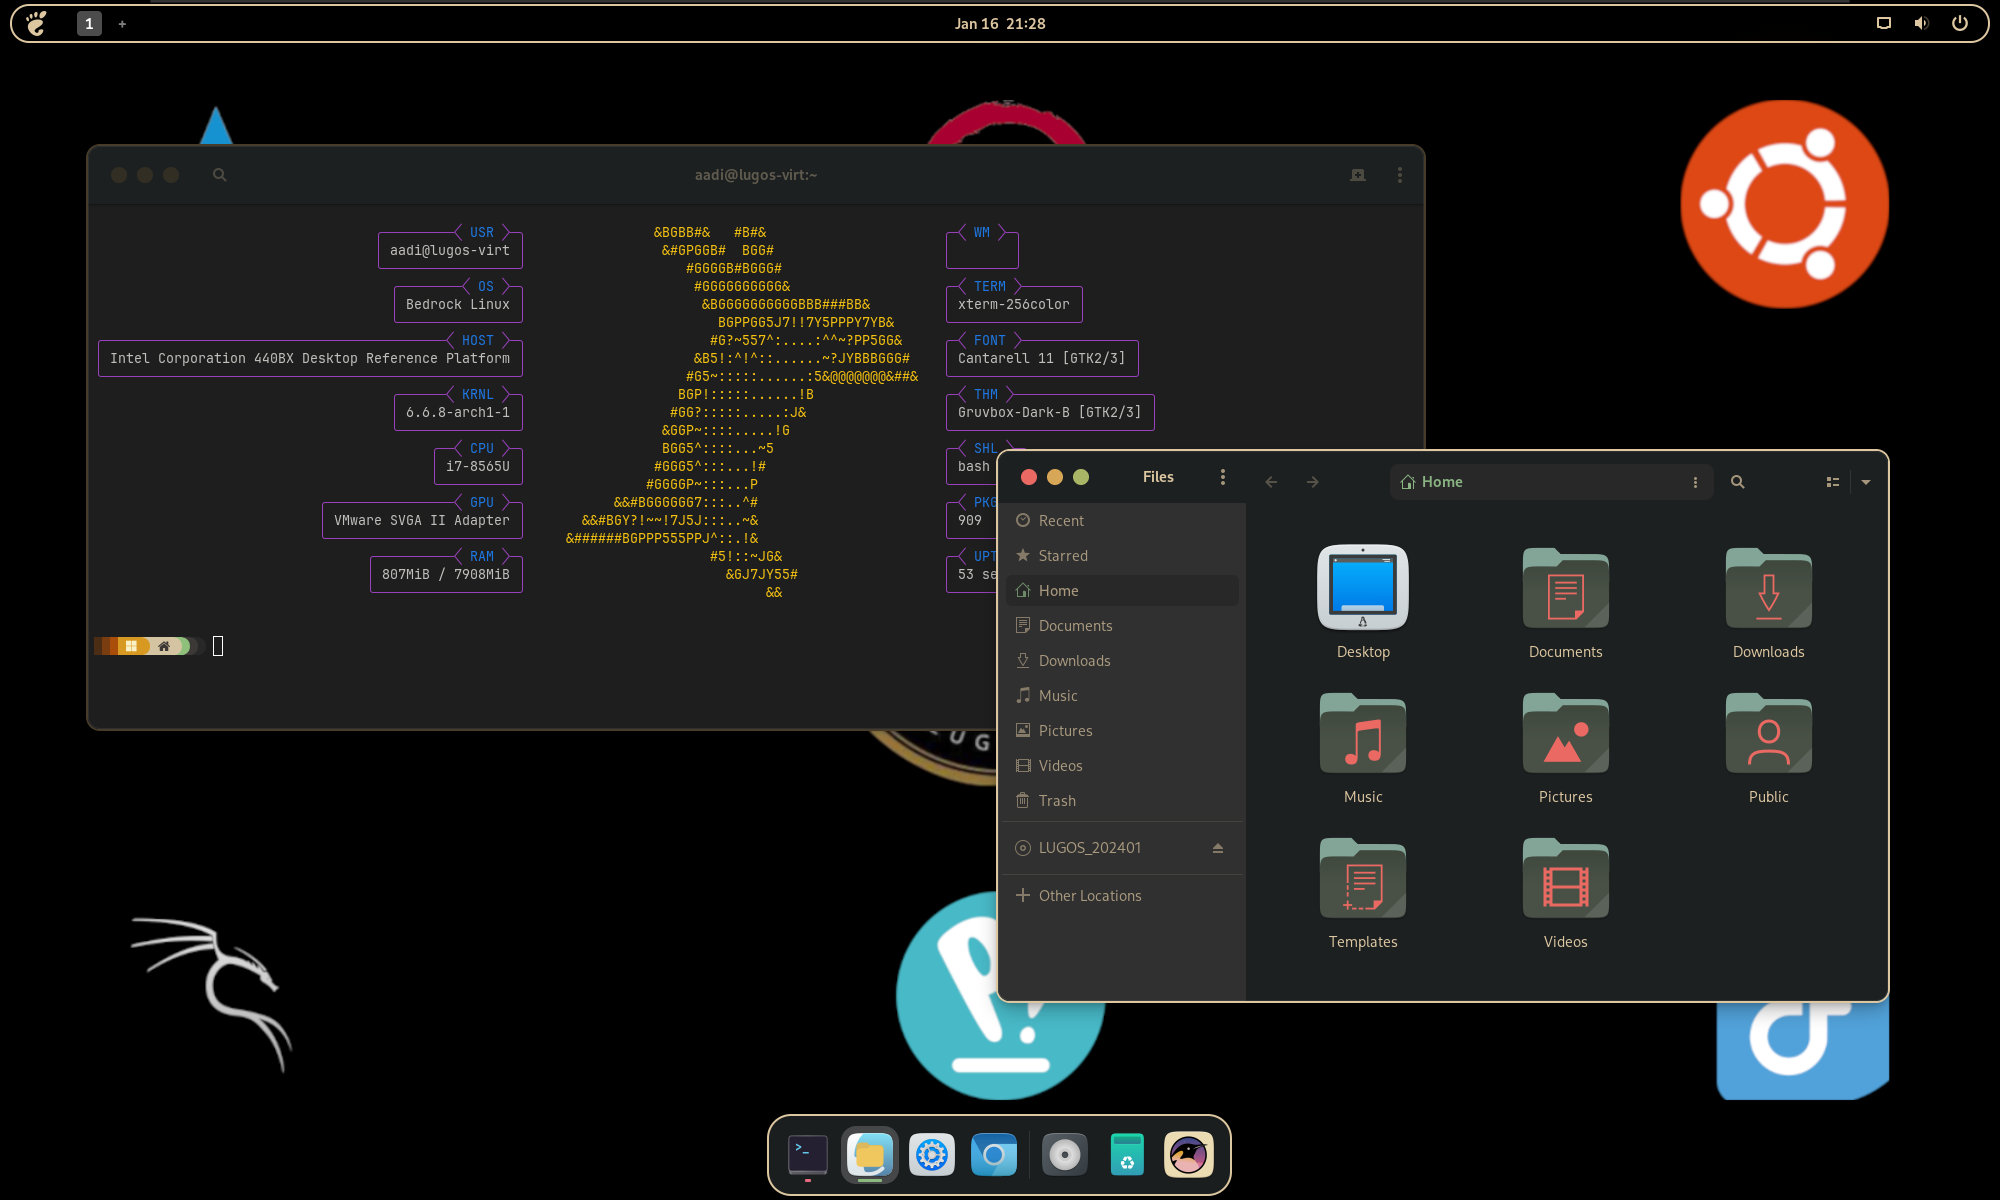 1 +
Jan 16 21:28
aadi@lugos-virt:~
USR
aadi@lugos-virt
OS
Bedrock Linux
HOST
Intel Corporation 440BX Desktop Reference Platform
KRNL
6.6.8-arch1-1
CPU
i7-8565U
GPU
VMware SVGA II Adapter
RAM
807MiB / 7908MiB
&BGBB#&   #B#&
&#GPGGB#  BGG#
#GGGGB#BGGG#
#GGGGGGGGGG&
&BGGGGGGGGGGBBB###BB&
BGPPGG5J7!!7Y5PPPY7YB&
#G?~557^:....:^^~?PP5GG&
&B5!:^!^::......~?JYBBBGGG#
#G5~:::::......:5&@@@@@@@&##&
BGP!:::::......!B
#GG?:::::.....:J&
&GGP~::::.....!G
BGG5^::::...~5
#GGG5^:::...!#
#GGGGP~:::...P
&&#BGGGGGG7:::..^#
&&#BGY?!~~!7J5J:::..~&
&######BGPPP555PPJ^::.!&
#5!::~JG&
&GJ7JY55#
&&
WM
TERM
xterm-256color
FONT
Cantarell 11 [GTK2/3]
THM
Gruvbox-Dark-B [GTK2/3]
SHL
bash
PKG
909
UPT
53 se
UG
Files
Home
Recent
Starred
Home
Documents
Downloads
Music
Pictures
Videos
Trash
LUGOS_202401
Other Locations
Desktop
Documents
Downloads
Music
Pictures
Public
Templates
Videos
>_